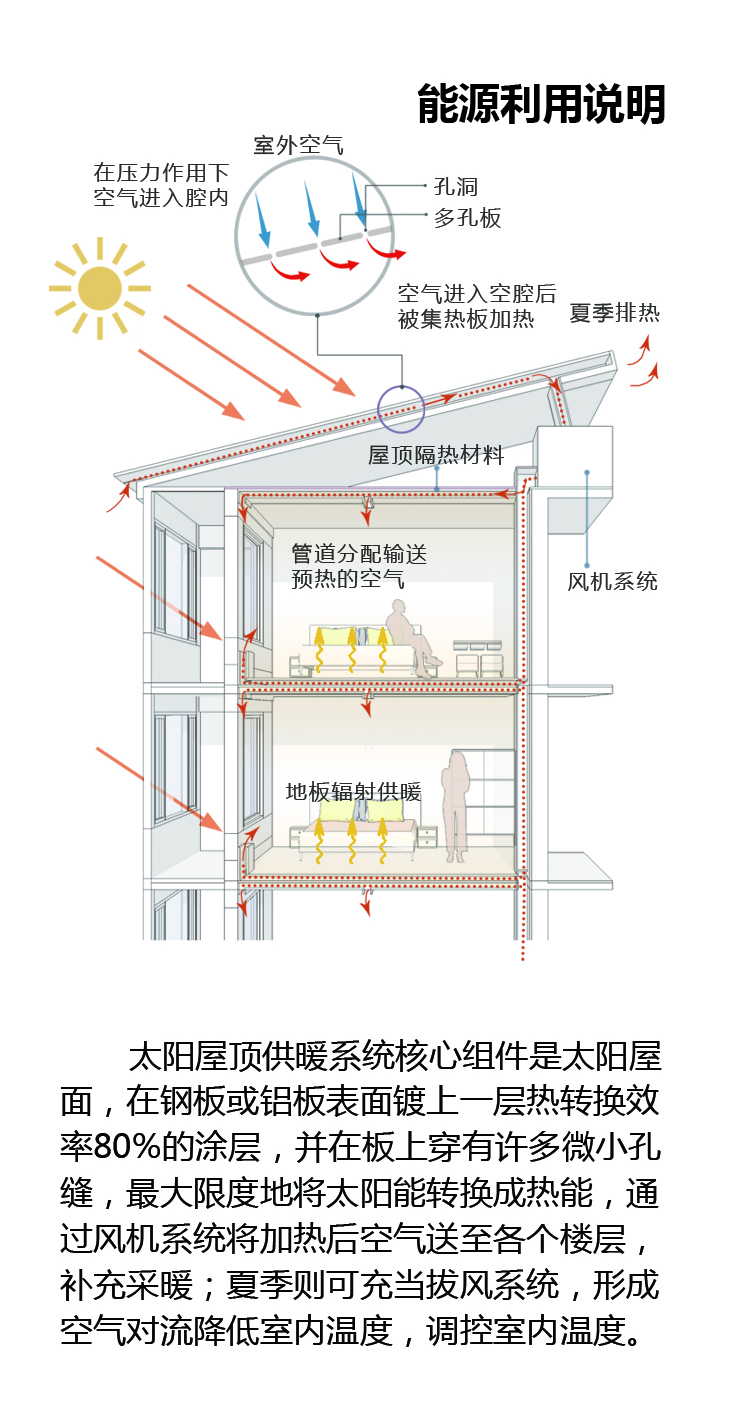 能源利用说明
室外空气
在压力作用下
空气进入腔内
孔洞
多孔板
空气进入空腔后
被集热板加热
夏季排热
屋顶隔热材料
管道分配输送
预热的空气
风机系统
地板辐射供暖
太阳屋顶供暖系统核心组件是太阳屋
面，在钢板或铝板表面镀上一层热转换效
率80%的涂层，并在板上穿有许多微小孔
缝，最大限度地将太阳能转换成热能，通
过风机系统将加热后空气送至各个楼层，
补充采暖；夏季则可充当拔风系统，形成
空气对流降低室内温度，调控室内温度。